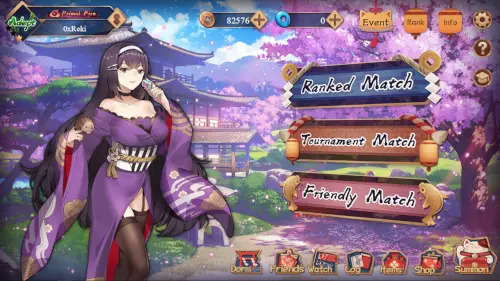 Adept
Primal Fire
0xReki
82576
0
Event
Rank
Info
?
Ranked Match
Tournament Match
Friendly Match
Dorm
Friends
Watch
Log
Items
Shop
Summon